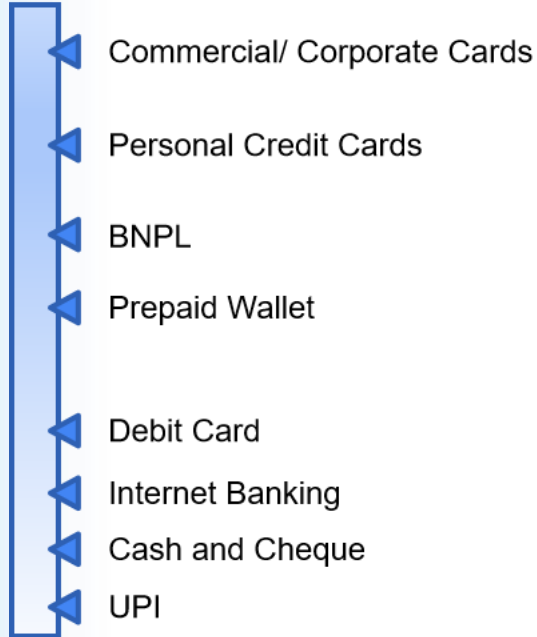 Commercial/ Corporate Cards
Personal Credit Cards
BNPL
Prepaid Wallet
Debit Card
Internet Banking
Cash and Cheque
UPI